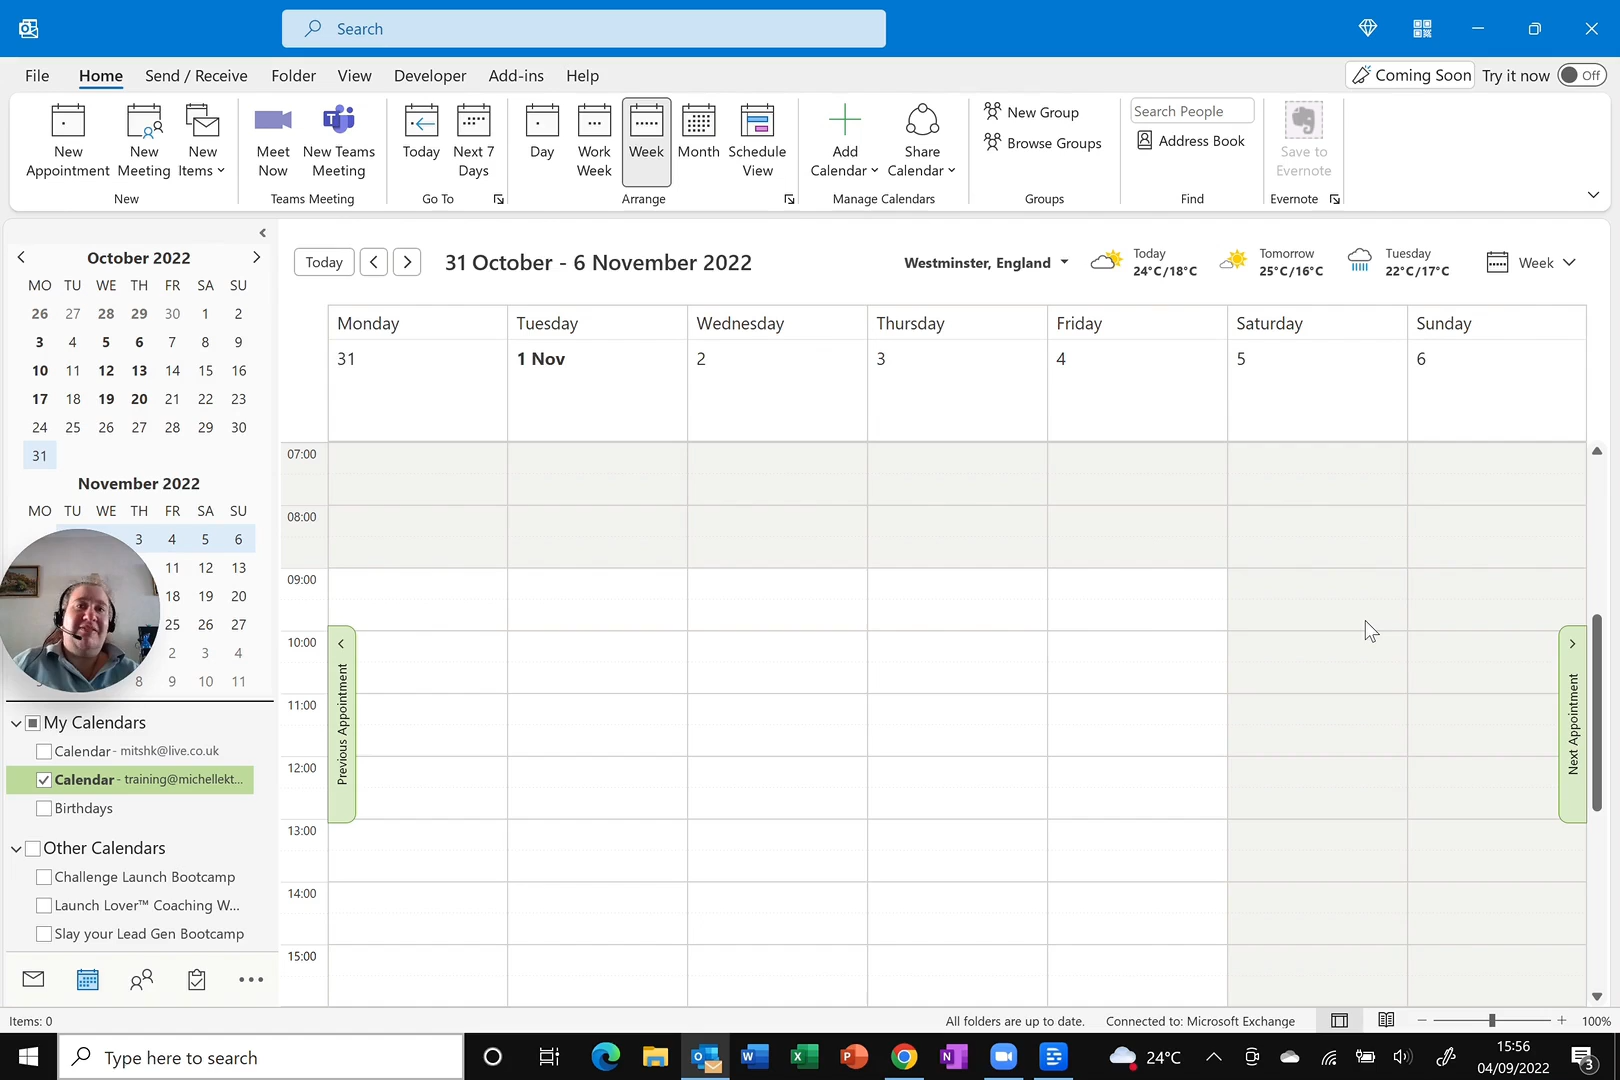 Search
File Home Send / Receive Folder View Developer Add-ins Help
Coming Soon Try it now Off
New Appointment
New Meeting
New Items
New
Meet Now
New Teams Meeting
Teams Meeting
Today
Next 7 Days
Go To
Day
Work Week
Week
Month
Schedule View
Arrange
Add Calendar
Share Calendar
Manage Calendars
New Group
Browse Groups
Groups
Search People
Address Book
Find
Save to Evernote
Evernote
October 2022
MO TU WE TH FR SA SU
26 27 28 29 30 1 2
3 4 5 6 7 8 9
10 11 12 13 14 15 16
17 18 19 20 21 22 23
24 25 26 27 28 29 30
31
November 2022
MO TU WE TH FR SA SU
3 4 5 6
11 12 13
18 19 20
25 26 27
2 3 4
8 9 10 11
My Calendars
Calendar - mitshk@live.co.uk
Calendar - training@michellekt...
Birthdays
Other Calendars
Challenge Launch Bootcamp
Launch Lover™ Coaching W...
Slay your Lead Gen Bootcamp
Today
31 October - 6 November 2022
Westminster, England
Today
24°C/18°C
Tomorrow
25°C/16°C
Tuesday
22°C/17°C
Week
Monday Tuesday Wednesday Thursday Friday Saturday Sunday
31 1 Nov 2 3 4 5 6
07:00
08:00
09:00
10:00
11:00
12:00
13:00
14:00
15:00
Previous Appointment
Next Appointment
Items: 0
All folders are up to date. Connected to: Microsoft Exchange
100%
Type here to search
24°C
15:56
04/09/2022
3